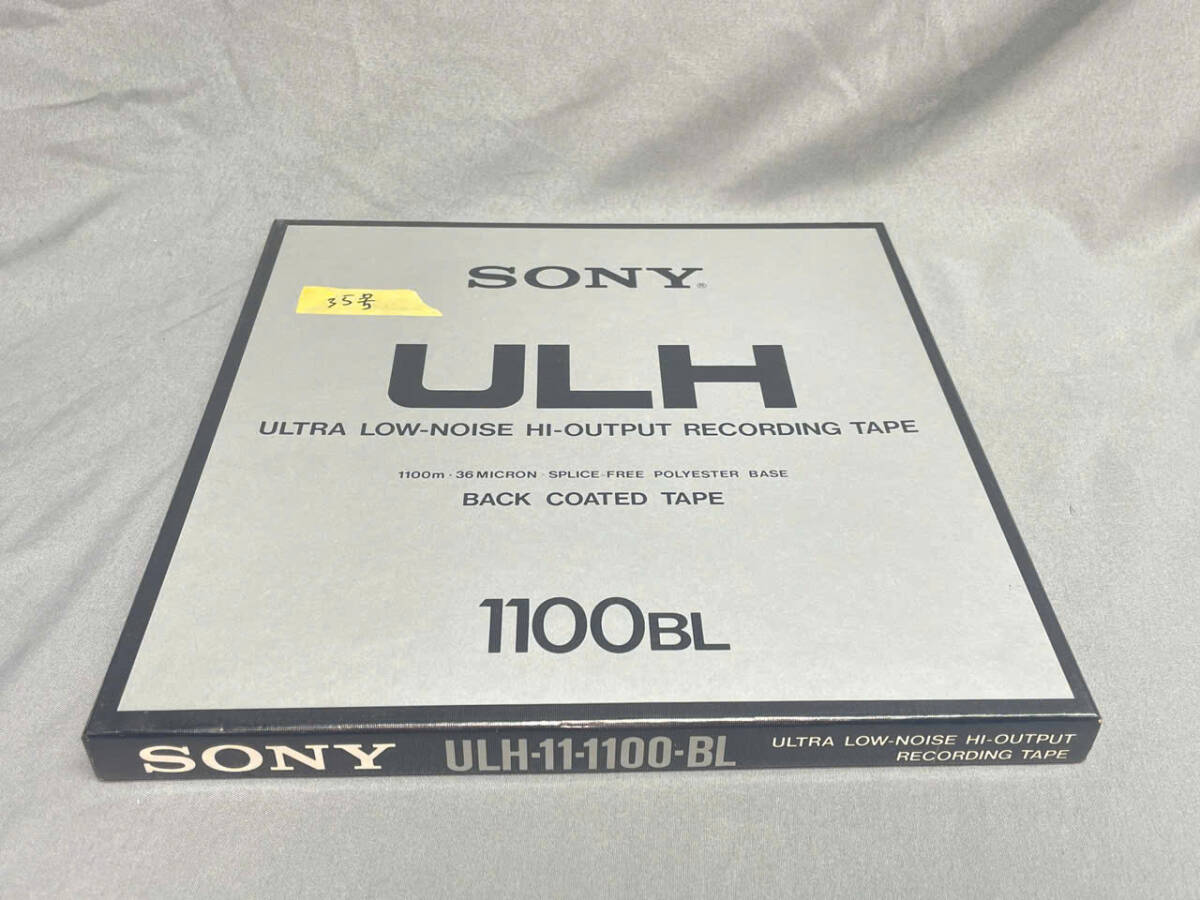 SONY®
35号
ULH
ULTRA LOW-NOISE HI-OUTPUT RECORDING TAPE
1100m · 36 MICRON · SPLICE-FREE POLYESTER BASE
BACK COATED TAPE
1100BL
SONY ULH-11-1100-BL ULTRA LOW-NOISE HI-OUTPUT
RECORDING TAPE